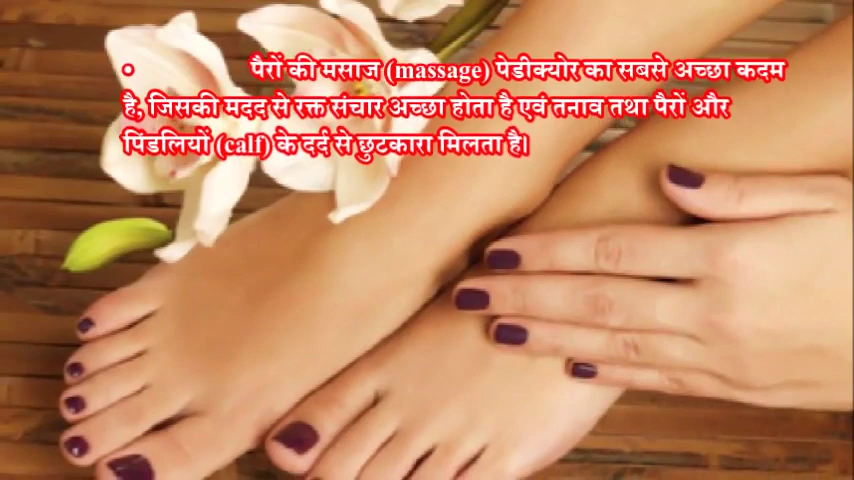 • पैरों की मसाज (massage) पेडीक्योर का सबसे अच्छा कदम
है, जिसकी मदद से रक्त संचार अच्छा होता है एवं तनाव तथा पैरों और
पिंडलियों (calf) के दर्द से छुटकारा मिलता है।